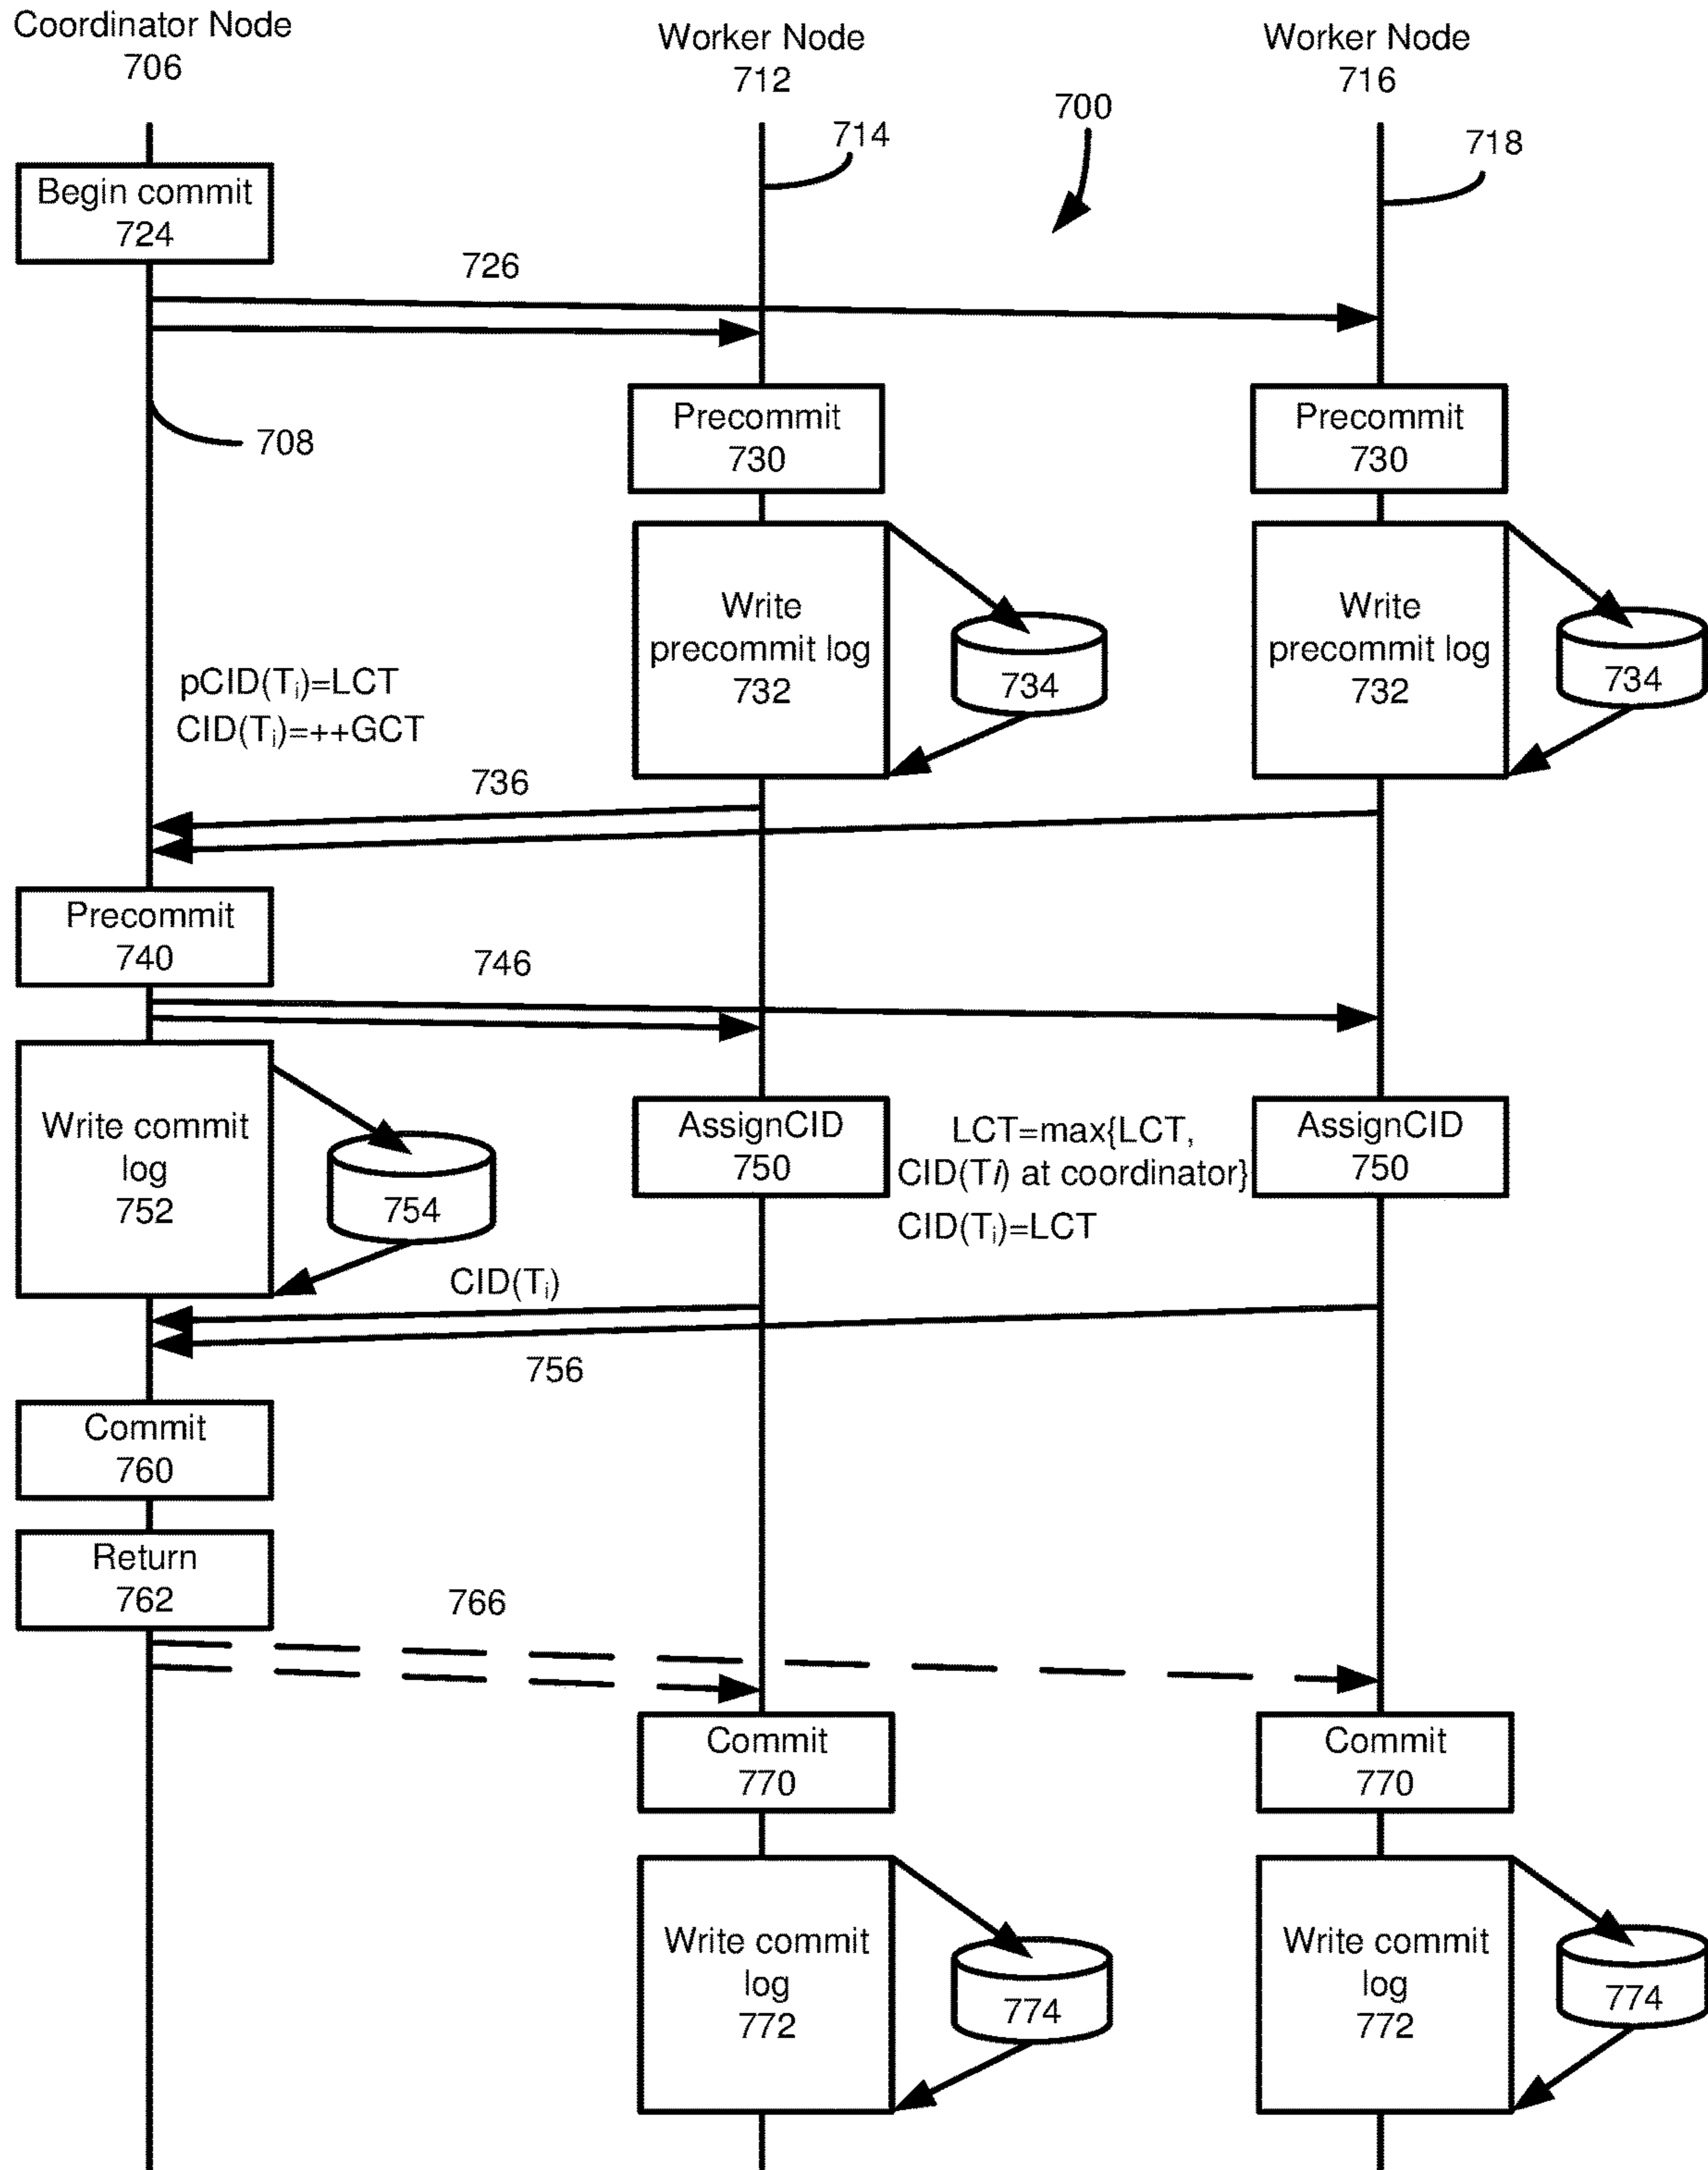 Coordinator Node
706
Worker Node
712
Worker Node
716
700
714
718
Begin commit
724
726
708
Precommit
730
Precommit
730
Write
precommit log
732
734
Write
precommit log
732
734
pCID(Tᵢ)=LCT
CID(Tᵢ)=++GCT
736
Precommit
740
746
Write commit
log
752
754
AssignCID
750
LCT=max{LCT,
CID(Ti) at coordinator}
CID(Tᵢ)=LCT
AssignCID
750
CID(Tᵢ)
756
Commit
760
Return
762
766
Commit
770
Commit
770
Write commit
log
772
774
Write commit
log
772
774